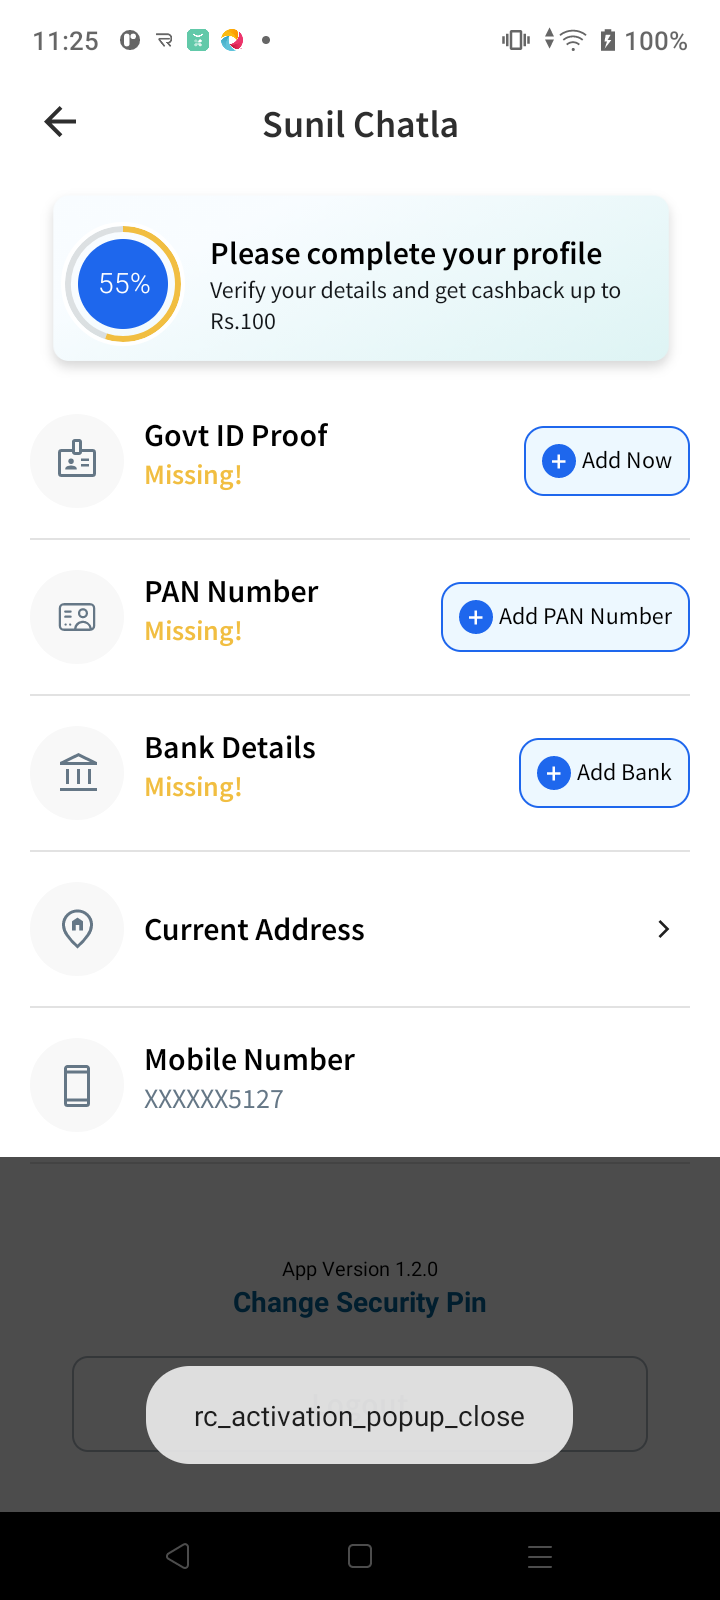 11:25
100%
Sunil Chatla
55%
Please complete your profile
Verify your details and get cashback up to
Rs.100
Govt ID Proof
Missing!
Add Now
PAN Number
Missing!
Add PAN Number
Bank Details
Missing!
Add Bank
Current Address
Mobile Number
XXXXXX5127
App Version 1.2.0
Change Security Pin
rc_activation_popup_close